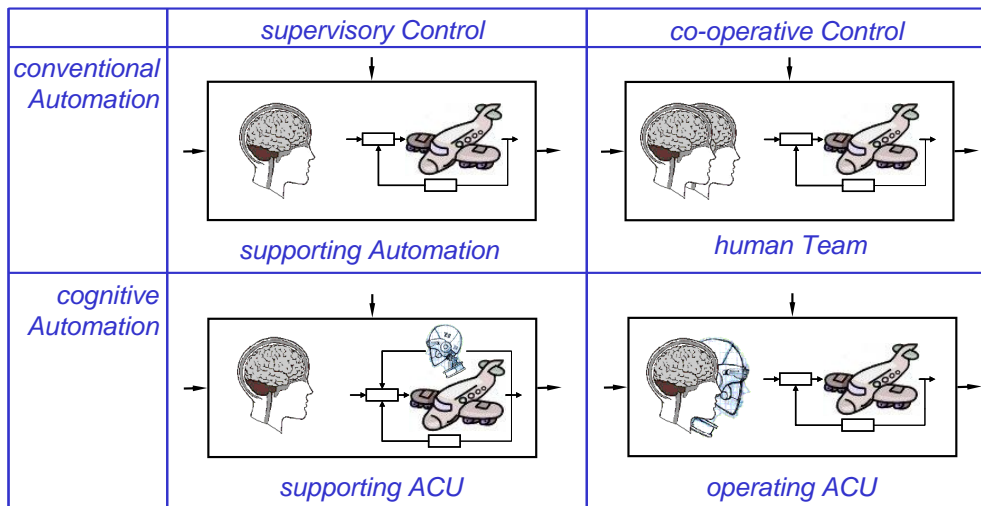 supervisory Control
co-operative Control
conventional
Automation
supporting Automation
human Team
cognitive
Automation
supporting ACU
operating ACU